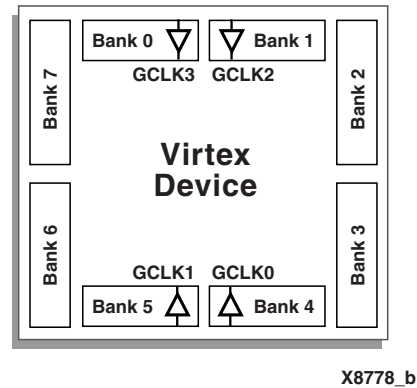 Bank 0
Bank 1
GCLK3
GCLK2
Bank 7
Bank 2
Virtex
Device
Bank 6
Bank 3
GCLK1
GCLK0
Bank 5
Bank 4
X8778_b